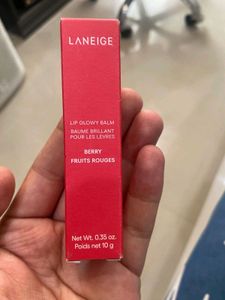 LANEIGE
LIP GLOWY BALM
BAUME BRILLANT
POUR LES LÈVRES
BERRY
FRUITS ROUGES
Net Wt. 0.35 oz.
Poids net 10 g